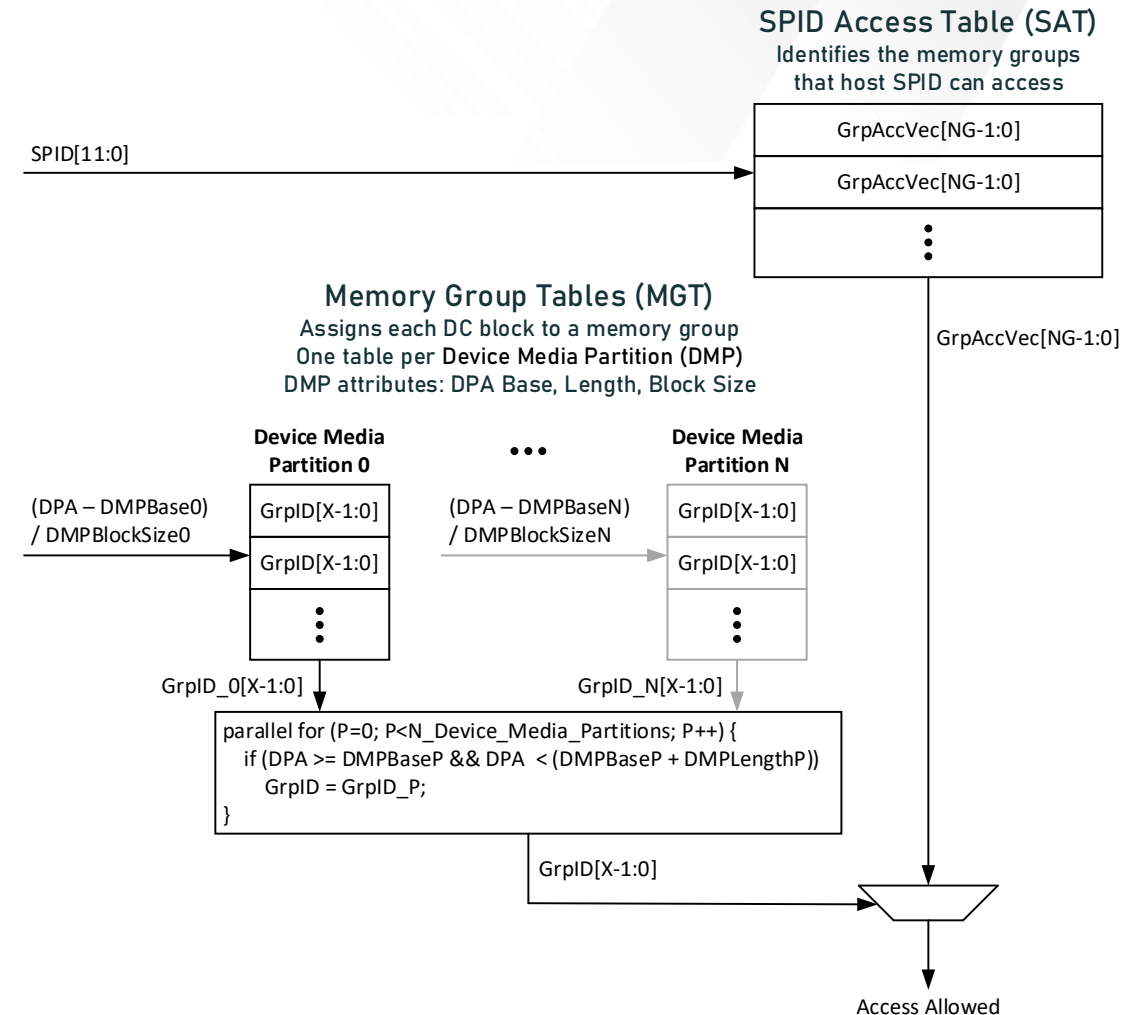 SPID Access Table (SAT)
Identifies the memory groups
that host SPID can access
GrpAccVec[NG-1:0]
SPID[11:0]
GrpAccVec[NG-1:0]
GrpAccVec[NG-1:0]
Memory Group Tables (MGT)
Assigns each DC block to a memory group
One table per Device Media Partition (DMP)
DMP attributes: DPA Base, Length, Block Size
Device Media
Partition 0
•••
Device Media
Partition N
(DPA – DMPBase0)
/ DMPBlockSize0
GrpID[X-1:0]
GrpID[X-1:0]
(DPA – DMPBaseN)
/ DMPBlockSizeN
GrpID[X-1:0]
GrpID[X-1:0]
GrpID_0[X-1:0]
GrpID_N[X-1:0]
parallel for (P=0; P<N_Device_Media_Partitions; P++) {
if (DPA >= DMPBaseP && DPA < (DMPBaseP + DMPLengthP))
GrpID = GrpID_P;
}
GrpID[X-1:0]
Access Allowed